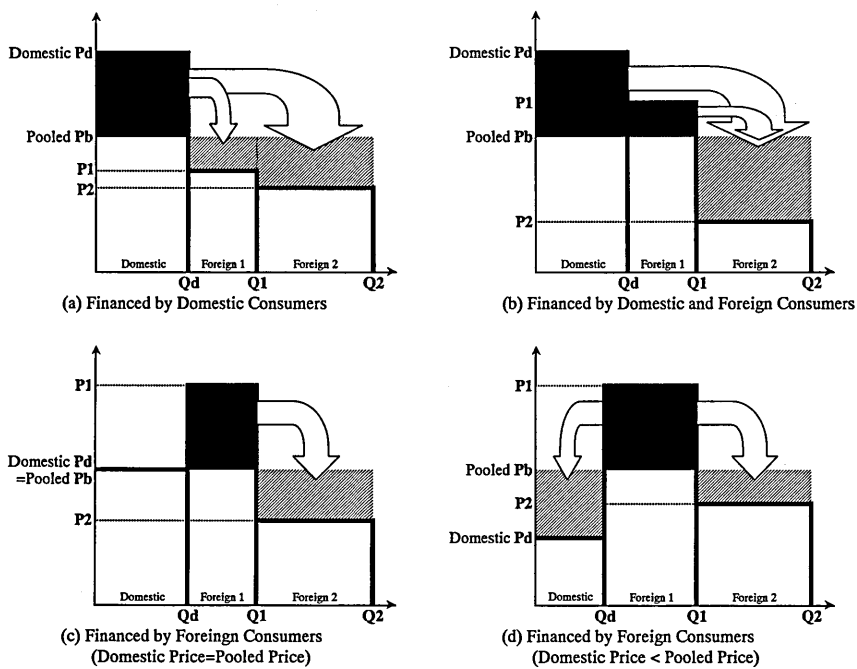 Domestic Pd
Pooled Pb
P1
P2
Domestic
Foreign 1
Foreign 2
Qd
Q1
Q2
(a) Financed by Domestic Consumers
Domestic Pd
P1
Pooled Pb
P2
Domestic
Foreign 1
Foreign 2
Qd
Q1
Q2
(b) Financed by Domestic and Foreign Consumers
P1
Domestic Pd
=Pooled Pb
P2
Domestic
Foreign 1
Foreign 2
Qd
Q1
Q2
(c) Financed by Foreingn Consumers
(Domestic Price=Pooled Price)
P1
Pooled Pb
P2
Domestic Pd
Domestic
Foreign 1
Foreign 2
Qd
Q1
Q2
(d) Financed by Foreign Consumers
(Domestic Price < Pooled Price)